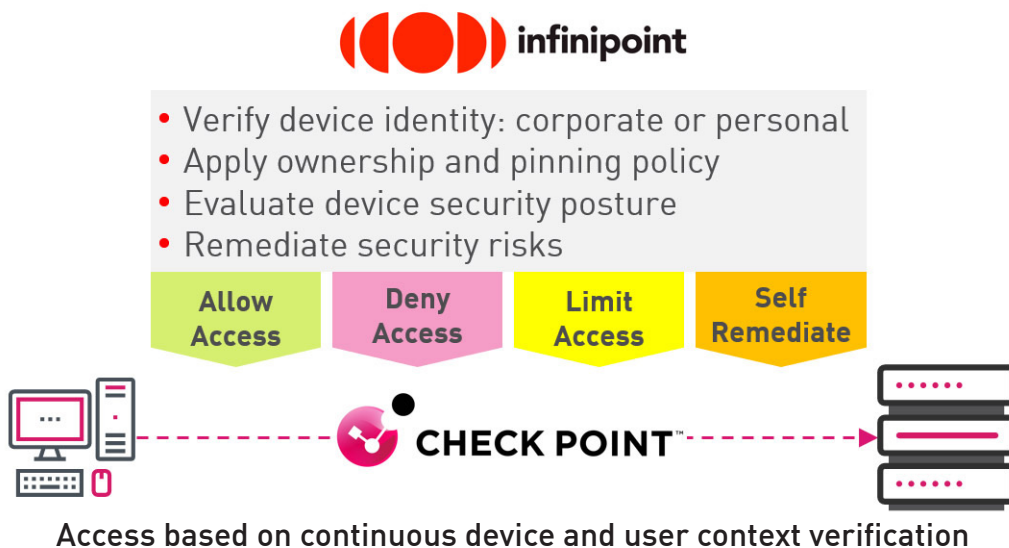 infinipoint
• Verify device identity: corporate or personal
• Apply ownership and pinning policy
• Evaluate device security posture
• Remediate security risks
Allow
Access
Deny
Access
Limit
Access
Self
Remediate
CHECK POINT™
Access based on continuous device and user context verification